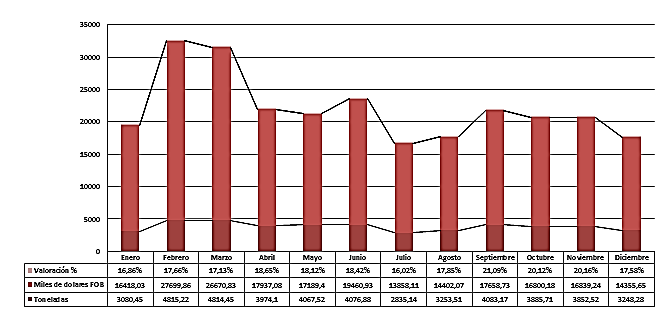 35000
30000
25000
20000
15000
10000
5000
0
Enero Febrero Marzo Abril Mayo Junio Julio Agosto Septiembre Octubre Noviembre Diciembre
Valoración % 16,86% 17,66% 17,13% 18,65% 18,12% 18,42% 16,02% 17,85% 21,09% 20,12% 20,16% 17,58%
Miles de dolares FOB 16418,03 27699,86 26670,83 17937,08 17189,4 19460,93 13858,11 14402,07 17658,73 16800,18 16839,24 14355,65
Toneladas 3080,45 4815,22 4814,45 3974,1 4067,52 4076,88 2835,14 3253,51 4083,17 3885,71 3852,52 3248,28